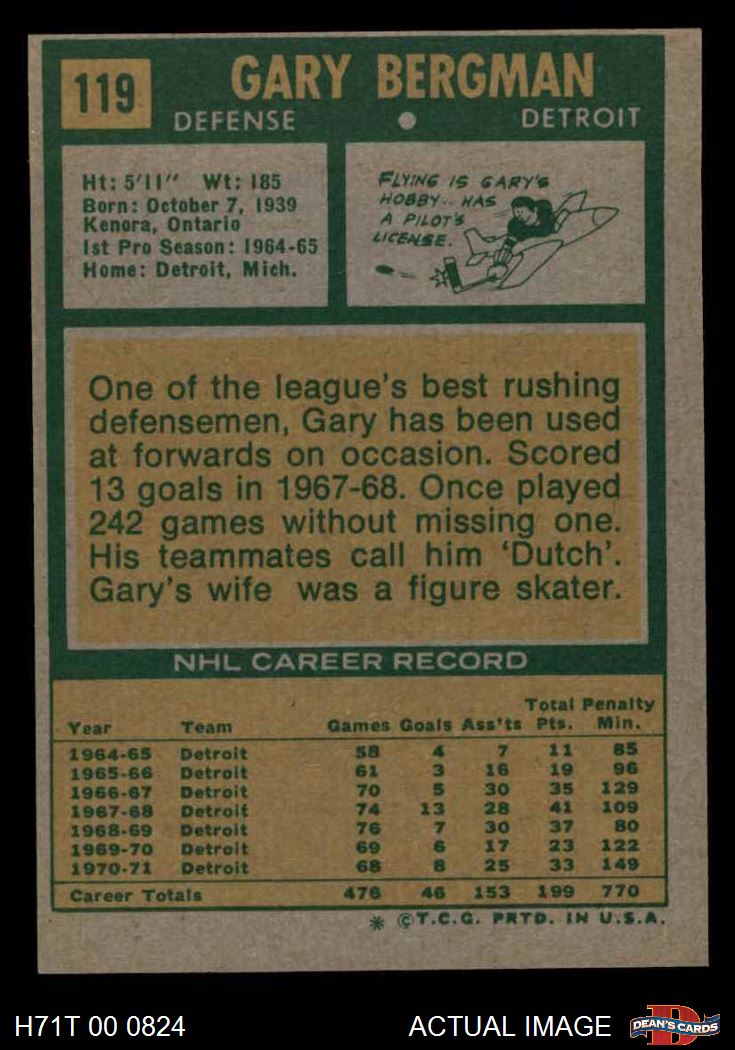 119
GARY BERGMAN
DEFENSE DETROIT
Ht: 5'11" Wt: 185
Born: October 7, 1939
Kenora, Ontario
1st Pro Season: 1964-65
Home: Detroit, Mich.
FLYING IS GARY'S
HOBBY... HAS
A PILOT'S
LICENSE.
One of the league's best rushing
defensemen, Gary has been used
at forwards on occasion. Scored
13 goals in 1967-68. Once played
242 games without missing one.
His teammates call him 'Dutch'.
Gary's wife was a figure skater.
NHL CAREER RECORD
Total Penalty
Year Team Games Goals Ass'ts Pts. Min.
1964-65 Detroit 58 4 7 11 85
1965-66 Detroit 61 3 16 19 96
1966-67 Detroit 70 5 30 35 129
1967-68 Detroit 74 13 28 41 109
1968-69 Detroit 76 7 30 37 80
1969-70 Detroit 69 6 17 23 122
1970-71 Detroit 68 8 25 33 149
Career Totals 476 46 153 199 770
* ©T.C.G. PRTD. IN U.S.A.
H71T 00 0824 ACTUAL IMAGE DEAN'S CARDS